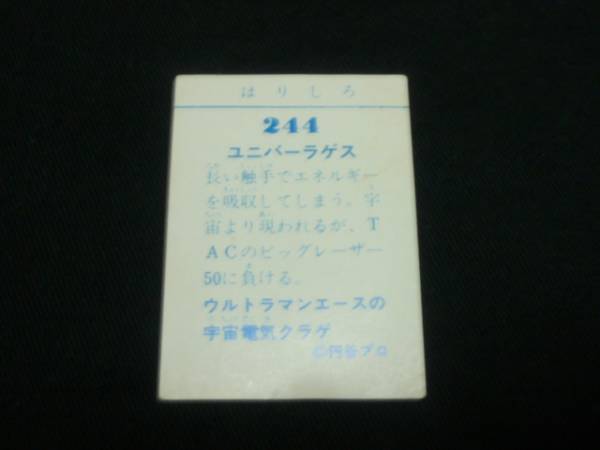 はりしろ
244
ユニバーラゲス
長い触手でエネルギー
を吸収してしまう。宇
宙より現われるが、T
ACのビッグレーザー
50に負ける。
ウルトラマンエースの
宇宙電気クラゲ
©円谷プロ